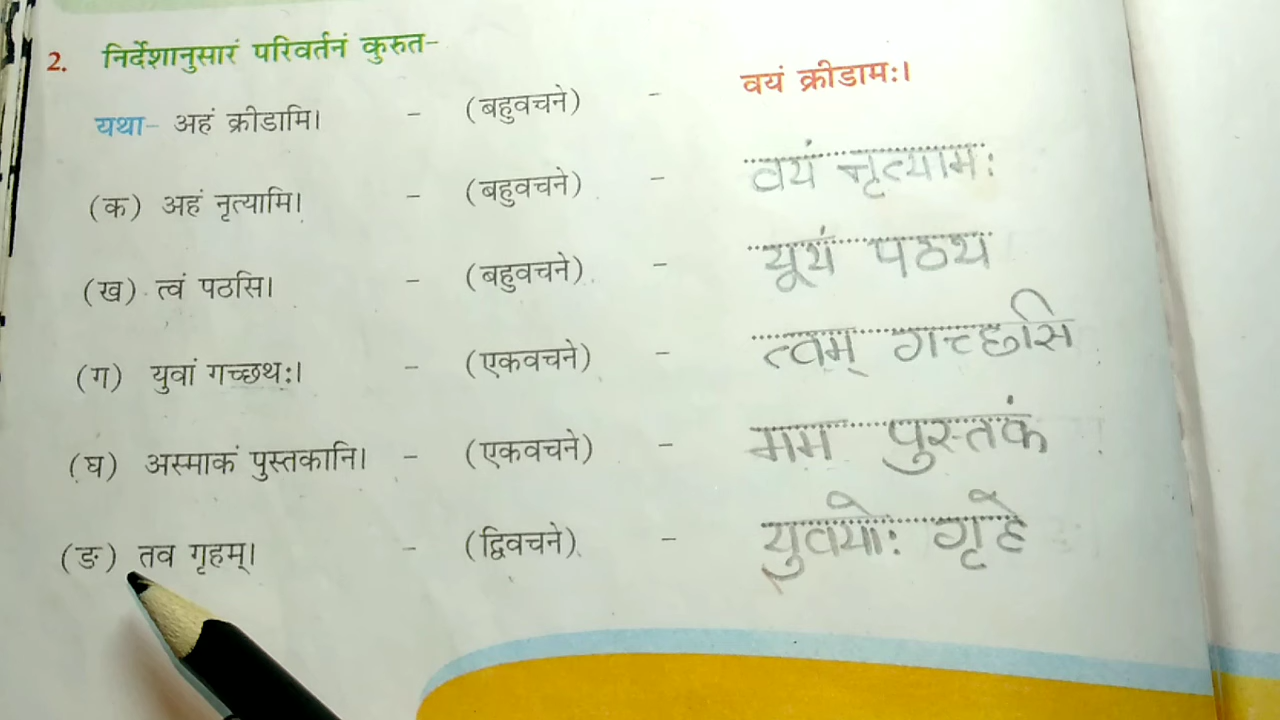 2. निर्देशानुसारं परिवर्तनं कुरुत-
यथा- अहं क्रीडामि। - (बहुवचने) - वयं क्रीडामः।
(क) अहं नृत्यामि। - (बहुवचने) - वयं नृत्यामः
(ख) त्वं पठसि। - (बहुवचने) - यूयं पठथ
(ग) युवां गच्छथः। - (एकवचने) - त्वम् गच्छसि
(घ) अस्माकं पुस्तकानि। - (एकवचने) - मम पुस्तकं
(ङ) तव गृहम्। - (द्विवचने) - युवयोः गृहे